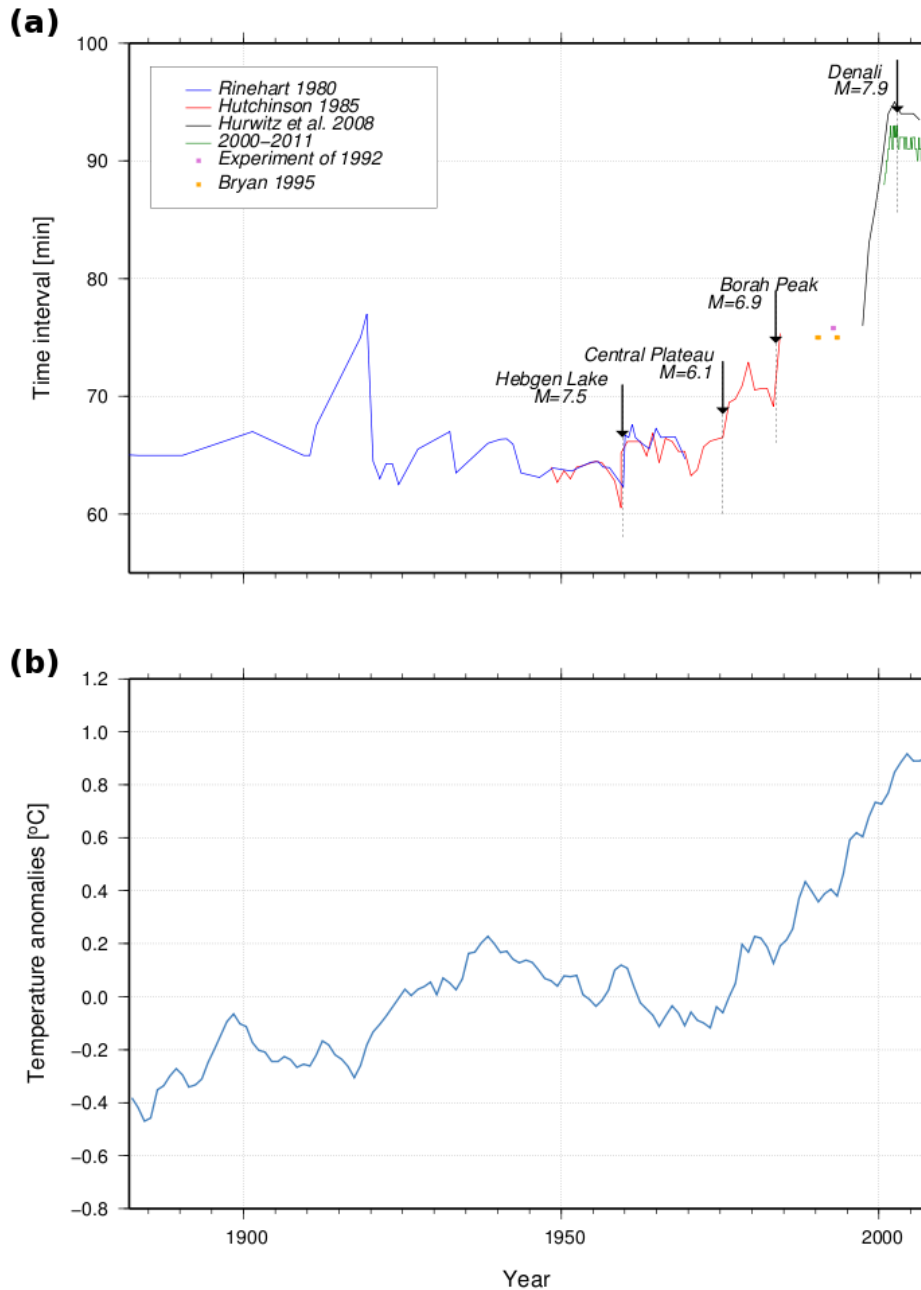 (a)
100
90
80
70
60
Time interval [min]
Rinehart 1980
Hutchinson 1985
Hurwitz et al. 2008
2000−2011
Experiment of 1992
Bryan 1995
Denali
M=7.9
Borah Peak
M=6.9
Central Plateau
M=6.1
Hebgen Lake
M=7.5
(b)
1.2
1.0
0.8
0.6
0.4
0.2
0.0
−0.2
−0.4
−0.6
−0.8
Temperature anomalies [ºC]
1900
1950
2000
Year